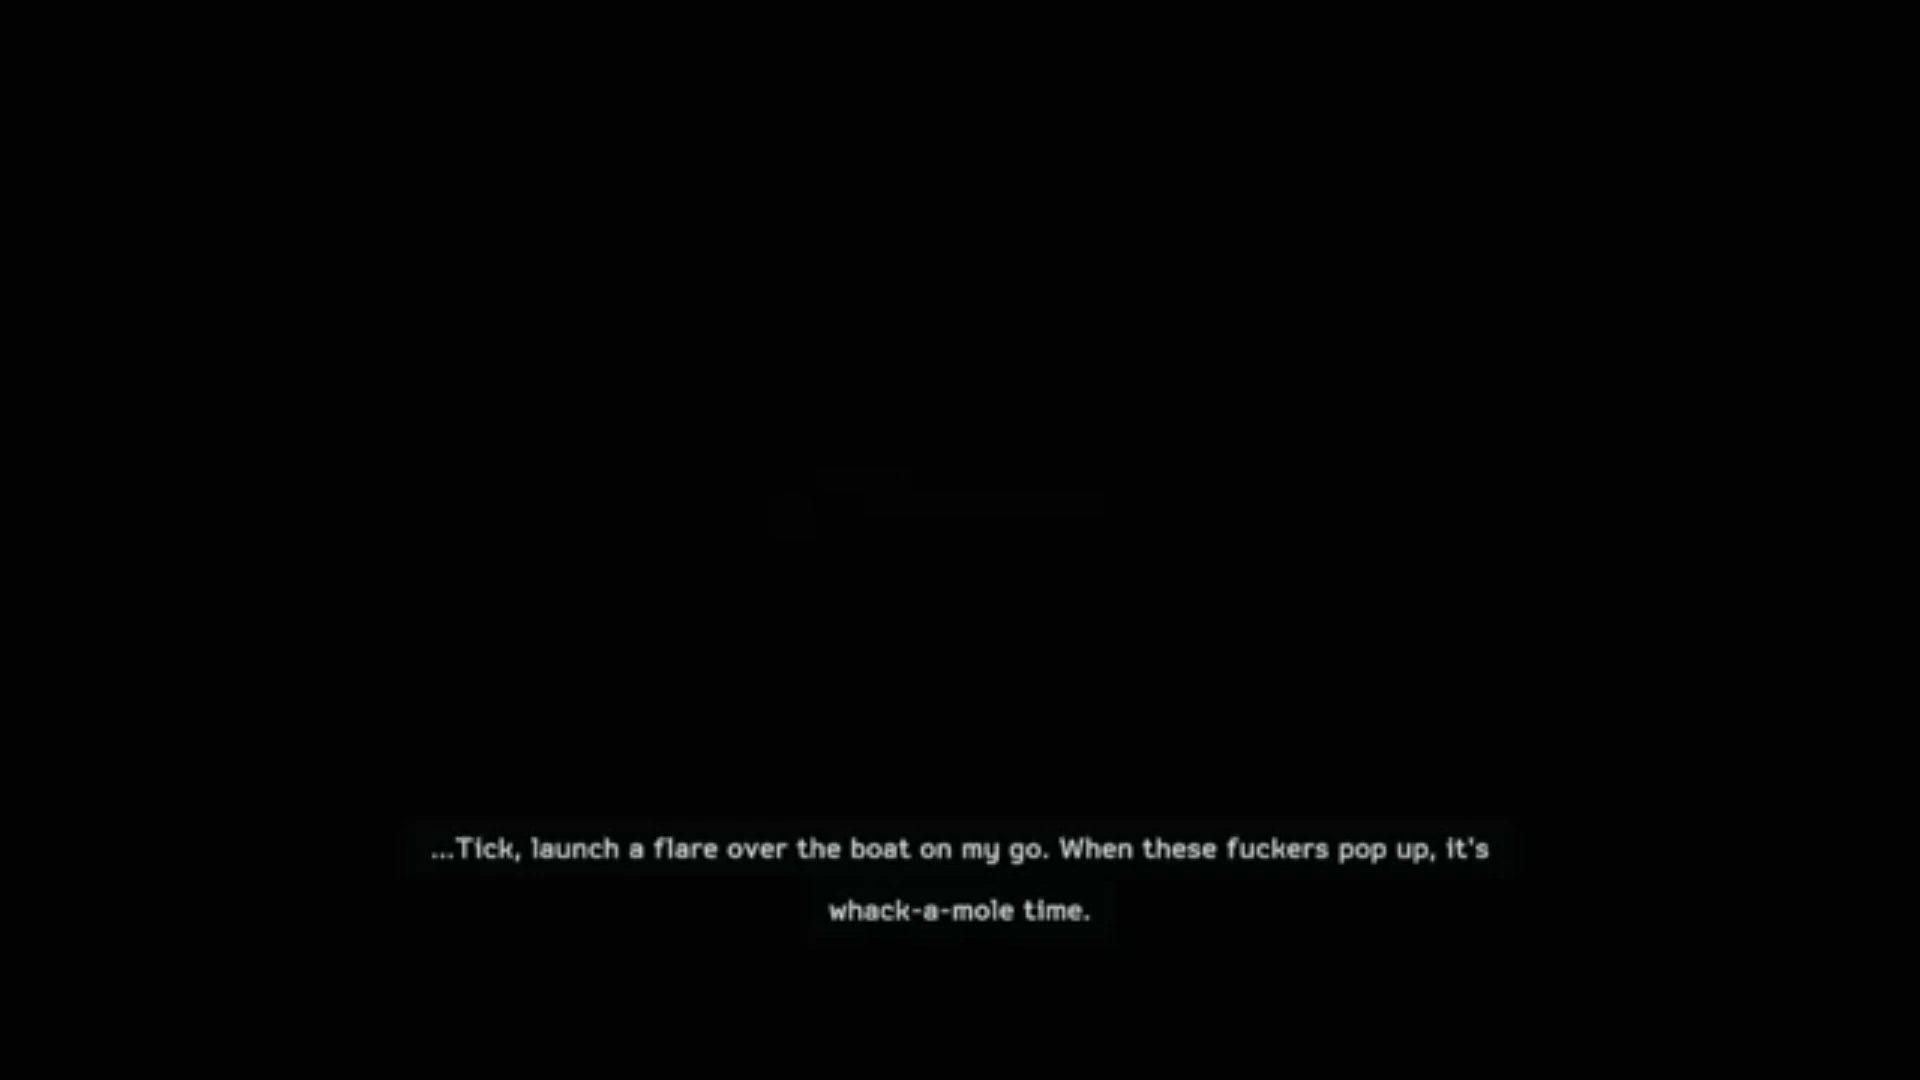 ...Tick, launch a flare over the boat on my go. When these fuckers pop up, it's
whack-a-mole time.